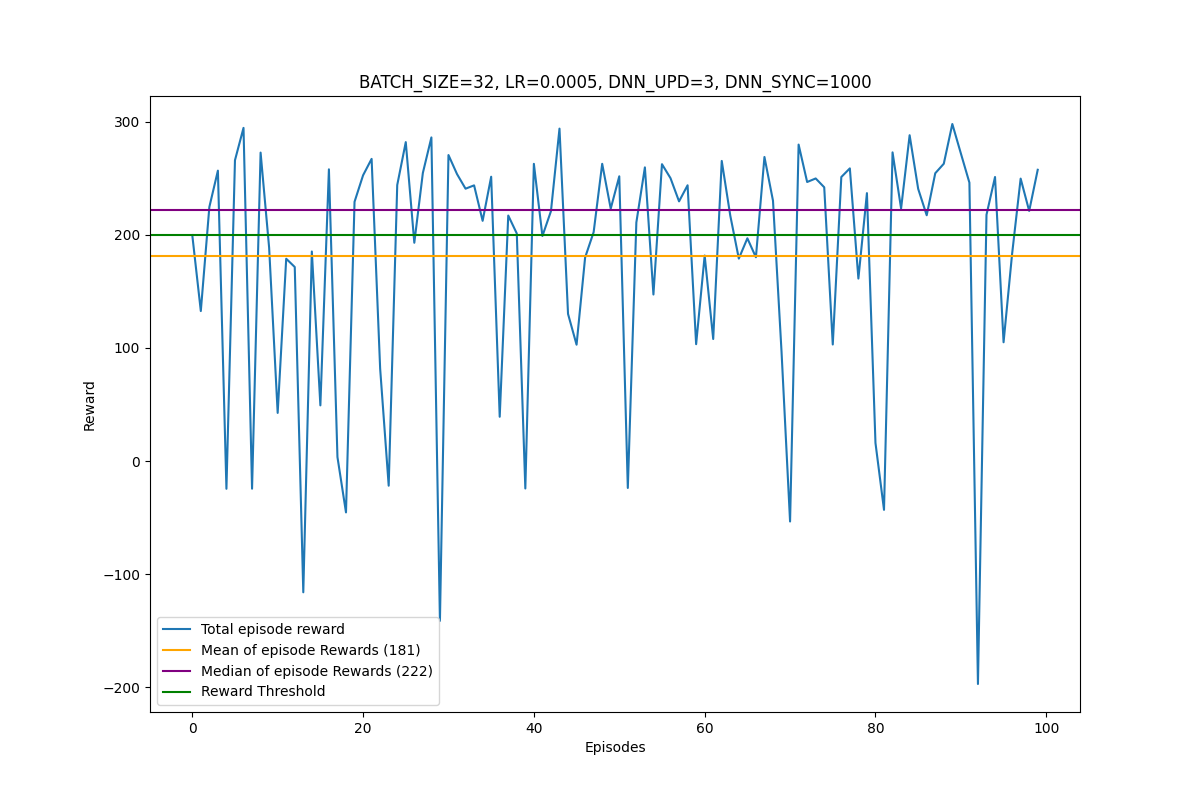 BATCH_SIZE=32, LR=0.0005, DNN_UPD=3, DNN_SYNC=1000
300
200
100
0
−100
−200
Reward
Total episode reward
Mean of episode Rewards (181)
Median of episode Rewards (222)
Reward Threshold
0 20 40 60 80 100
Episodes